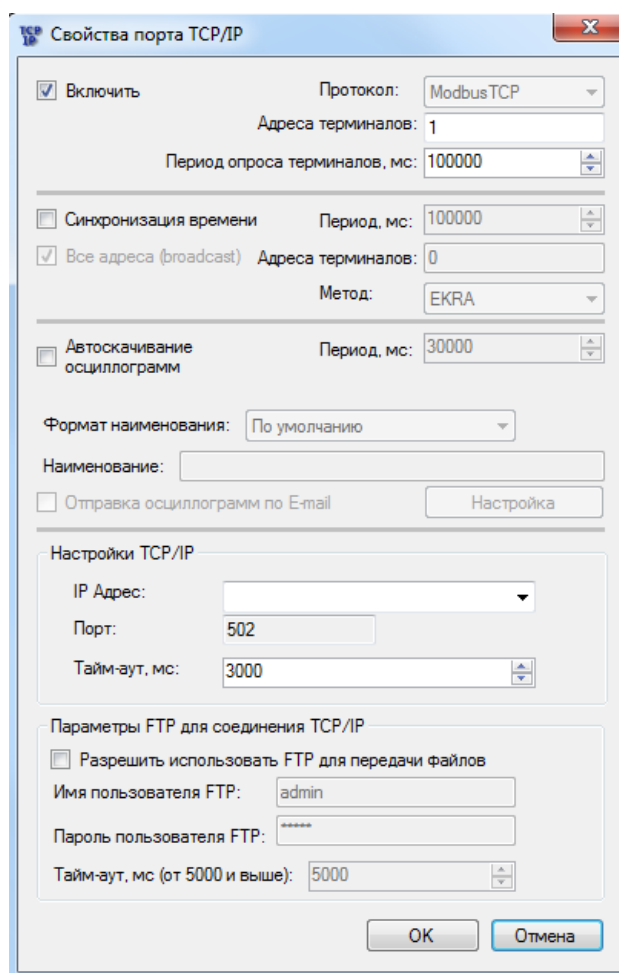 TCP IP Свойства порта TCP/IP
Включить Протокол: ModbusTCP
Адреса терминалов: 1
Период опроса терминалов, мс: 100000
Синхронизация времени Период, мс: 100000
Все адреса (broadcast) Адреса терминалов: 0
Метод: EKRA
Автоскачивание осциллограмм Период, мс: 30000
Формат наименования: По умолчанию
Наименование:
Отправка осциллограмм по E-mail Настройка
Настройки TCP/IP
IP Адрес:
Порт: 502
Тайм-аут, мс: 3000
Параметры FTP для соединения TCP/IP
Разрешить использовать FTP для передачи файлов
Имя пользователя FTP: admin
Пароль пользователя FTP: *****
Тайм-аут, мс (от 5000 и выше): 5000
OK Отмена